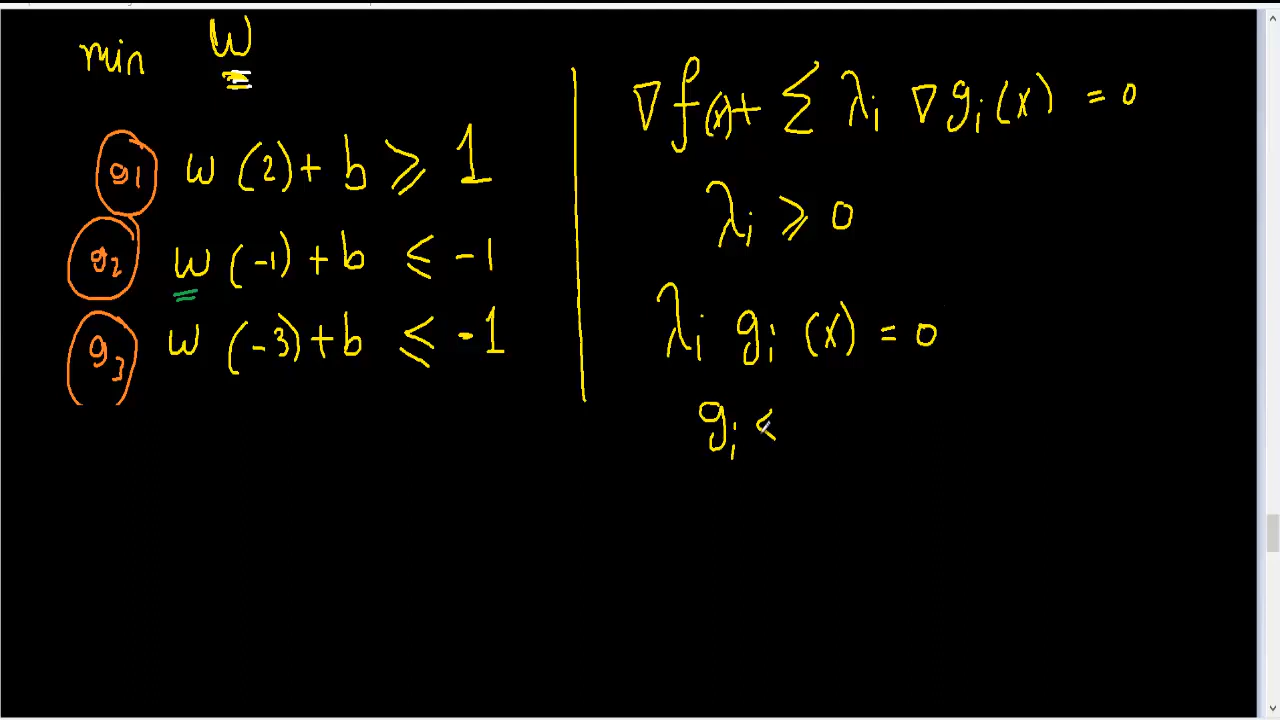 min w
g1 w (2) + b ⩾ 1
g2 w (-1) + b ⩽ -1
g3 w (-3) + b ⩽ -1
∇f(x) + Σ λi ∇gi(x) = 0
λi ⩾ 0
λi gi (x) = 0
gi <